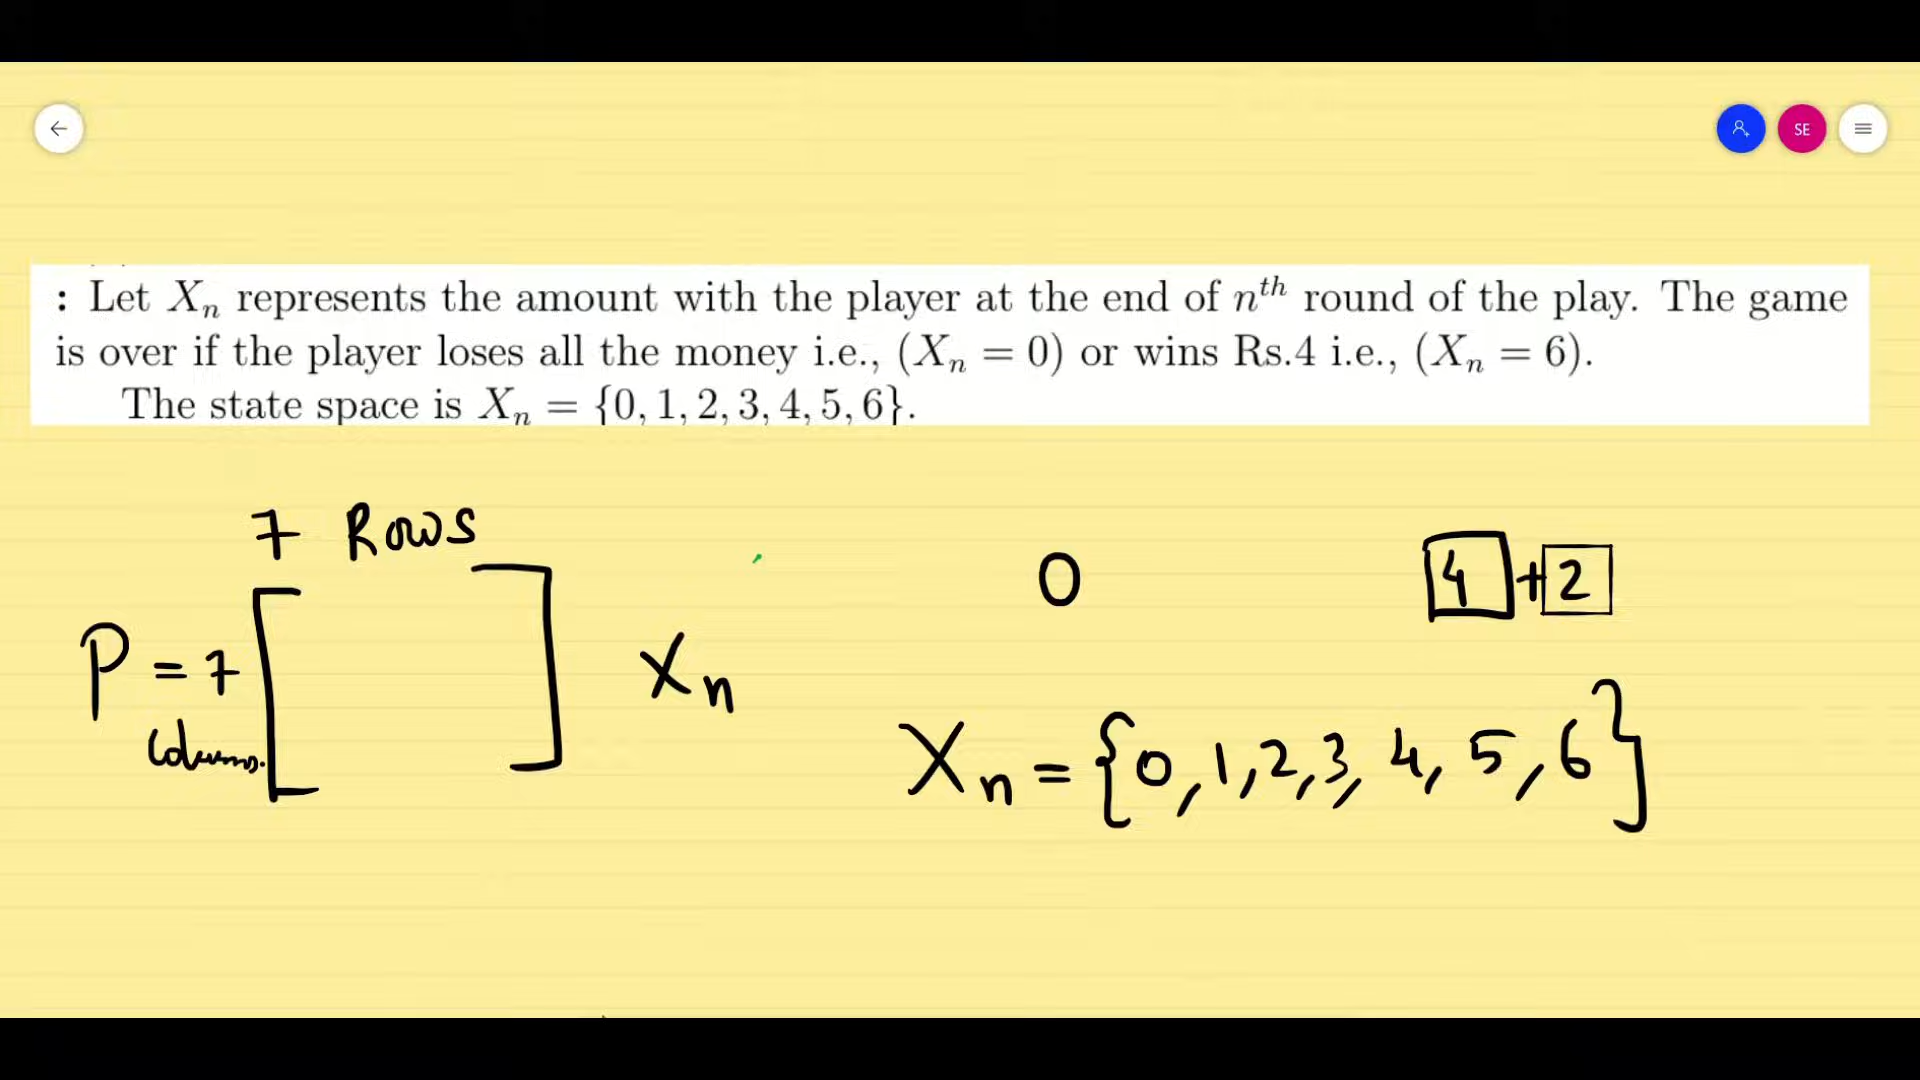 SE
: Let Xₙ represents the amount with the player at the end of nᵗʰ round of the play. The game
is over if the player loses all the money i.e., (Xₙ = 0) or wins Rs.4 i.e., (Xₙ = 6).
The state space is Xₙ = {0, 1, 2, 3, 4, 5, 6}.
7 Rows
0
4 + 2
P = 7 [ ]
Columns.
Xₙ
Xₙ = {0, 1, 2, 3, 4, 5, 6}